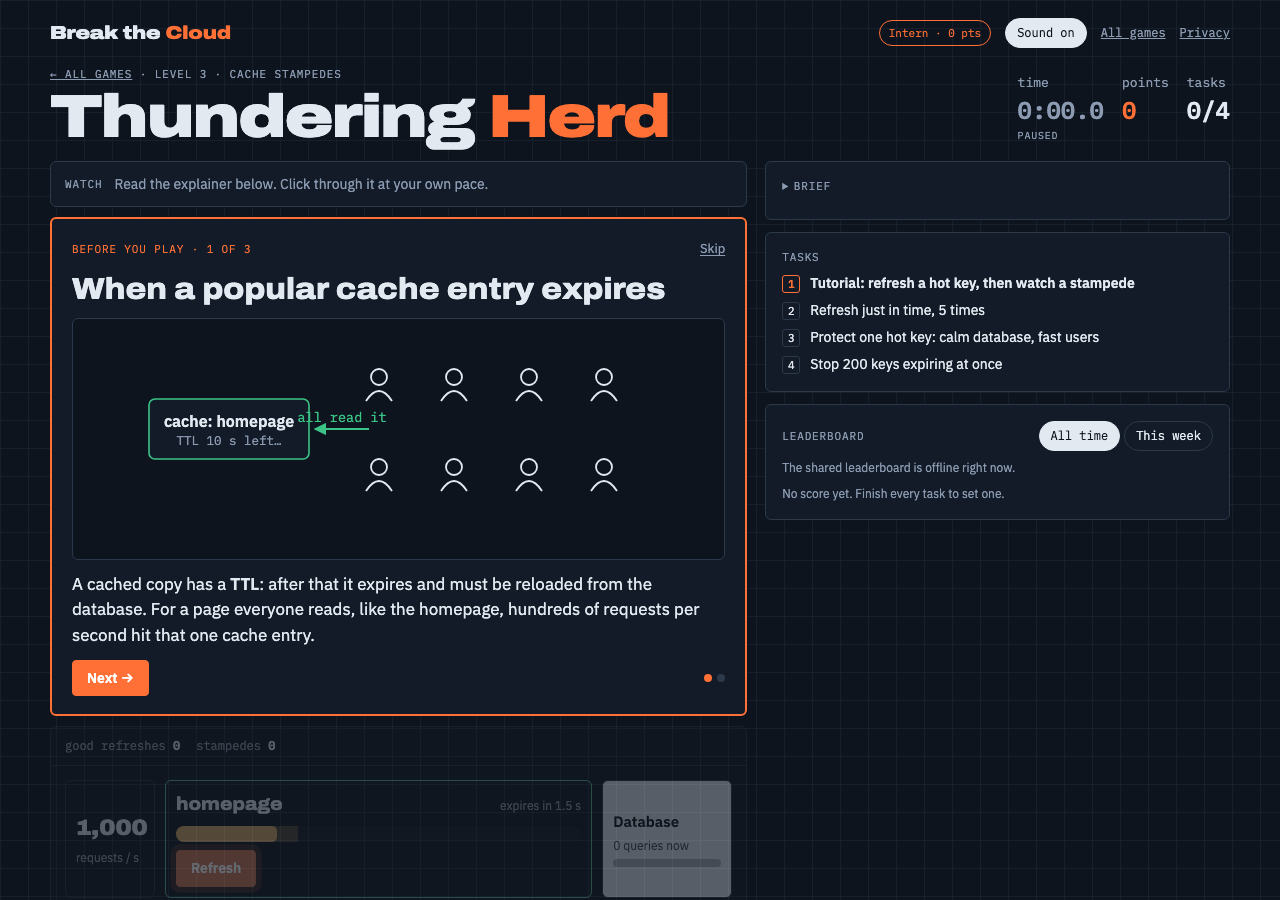 Break the Cloud
Intern · 0 pts
Sound on
All games
Privacy
← ALL GAMES · LEVEL 3 · CACHE STAMPEDES
Thundering Herd
time
0:00.0
PAUSED
points
0
tasks
0/4
WATCH Read the explainer below. Click through it at your own pace.
BEFORE YOU PLAY · 1 OF 3
Skip
When a popular cache entry expires
cache: homepage
TTL 10 s left…
all read it
A cached copy has a TTL: after that it expires and must be reloaded from the
database. For a page everyone reads, like the homepage, hundreds of requests per
second hit that one cache entry.
Next →
good refreshes 0 stampedes 0
1,000
requests / s
homepage
expires in 1.5 s
Refresh
Database
0 queries now
▶ BRIEF
TASKS
1 Tutorial: refresh a hot key, then watch a stampede
2 Refresh just in time, 5 times
3 Protect one hot key: calm database, fast users
4 Stop 200 keys expiring at once
LEADERBOARD
All time
This week
The shared leaderboard is offline right now.
No score yet. Finish every task to set one.